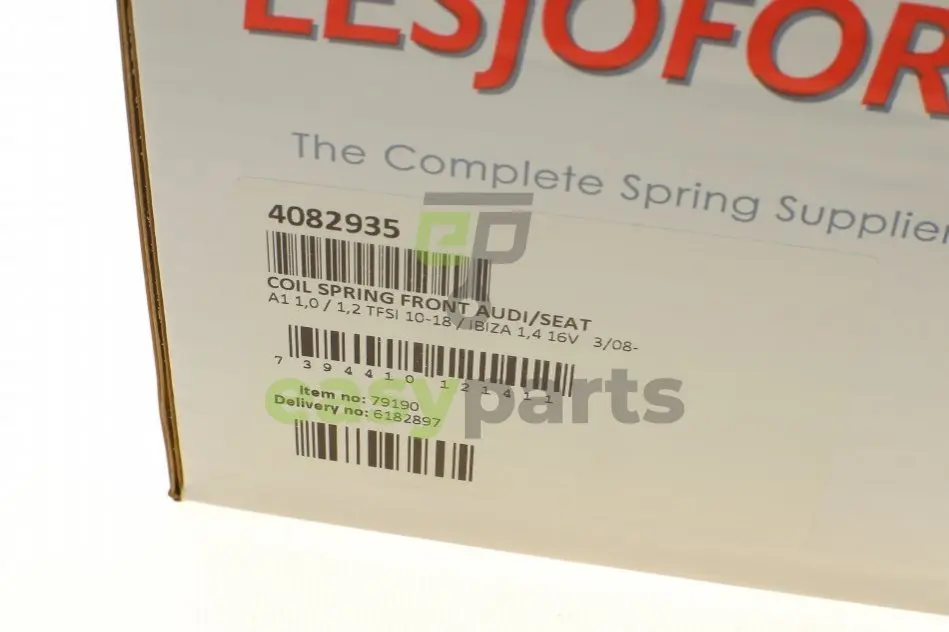 LESJOFOR
The Complete Spring Supplier
4082935
COIL SPRING FRONT AUDI/SEAT
A1 1,0 / 1,2 TFSI 10-18 / IBIZA 1,4 16V 3/08-
7 394410 121411
easyparts
Item no: 79190
Delivery no: 6182897